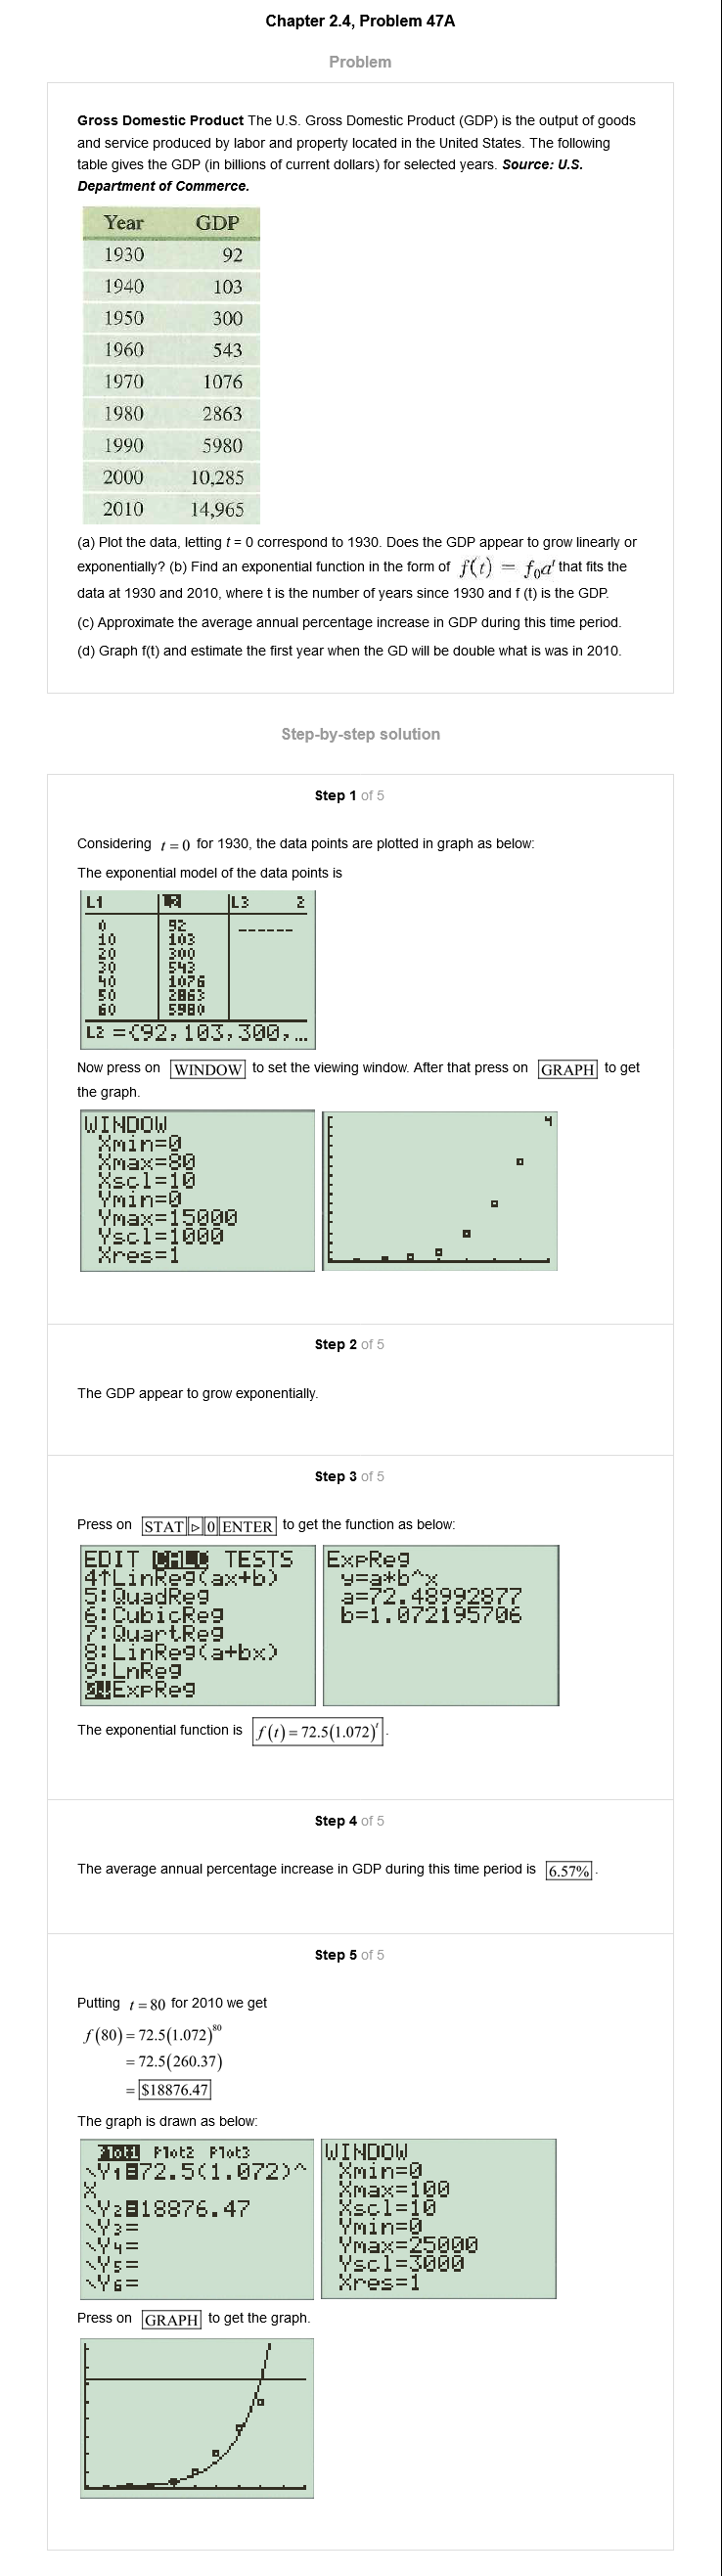 Chapter 2.4, Problem 47A
Problem
Gross Domestic Product The U.S. Gross Domestic Product (GDP) is the output of goods
and service produced by labor and property located in the United States. The following
table gives the GDP (in billions of current dollars) for selected years. Source: U.S.
Department of Commerce.
Year GDP
1930 92
1940 103
1950 300
1960 543
1970 1076
1980 2863
1990 5980
2000 10,285
2010 14,965
(a) Plot the data, letting t = 0 correspond to 1930. Does the GDP appear to grow linearly or
exponentially? (b) Find an exponential function in the form of f(t) = f₀aᵗ that fits the
data at 1930 and 2010, where t is the number of years since 1930 and f (t) is the GDP.
(c) Approximate the average annual percentage increase in GDP during this time period.
(d) Graph f(t) and estimate the first year when the GD will be double what is was in 2010.
Step-by-step solution
Step 1 of 5
Considering t = 0 for 1930, the data points are plotted in graph as below:
The exponential model of the data points is
L1 L2 L3 2
0 92 ------
10 103
20 300
30 543
40 1076
50 2863
60 5980
L2 ={92,103,300,...
Now press on WINDOW to set the viewing window. After that press on GRAPH to get
the graph.
WINDOW
Xmin=0
Xmax=80
Xscl=10
Ymin=0
Ymax=15000
Yscl=1000
Xres=1
Step 2 of 5
The GDP appear to grow exponentially.
Step 3 of 5
Press on STAT ▷ 0 ENTER to get the function as below:
EDIT CALC TESTS
4↑LinReg(ax+b)
5:QuadReg
6:CubicReg
7:QuartReg
8:LinReg(a+bx)
9:LnReg
0↓ExpReg
ExpReg
y=a*b^x
a=72.48992877
b=1.072195706
The exponential function is f(t) = 72.5(1.072)ᵗ.
Step 4 of 5
The average annual percentage increase in GDP during this time period is 6.57%.
Step 5 of 5
Putting t = 80 for 2010 we get
f(80) = 72.5(1.072)⁸⁰
= 72.5(260.37)
= $18876.47
The graph is drawn as below:
Plot1 Plot2 Plot3
\Y1=72.5(1.072)^
X
\Y2=18876.47
\Y3=
\Y4=
\Y5=
\Y6=
WINDOW
Xmin=0
Xmax=100
Xscl=10
Ymin=0
Ymax=25000
Yscl=3000
Xres=1
Press on GRAPH to get the graph.